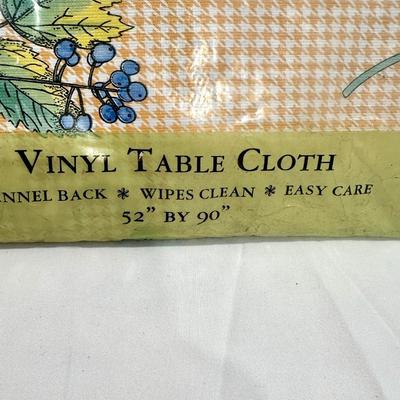 VINYL TABLE CLOTH
ANNEL BACK * WIPES CLEAN * EASY CARE
52" BY 90"